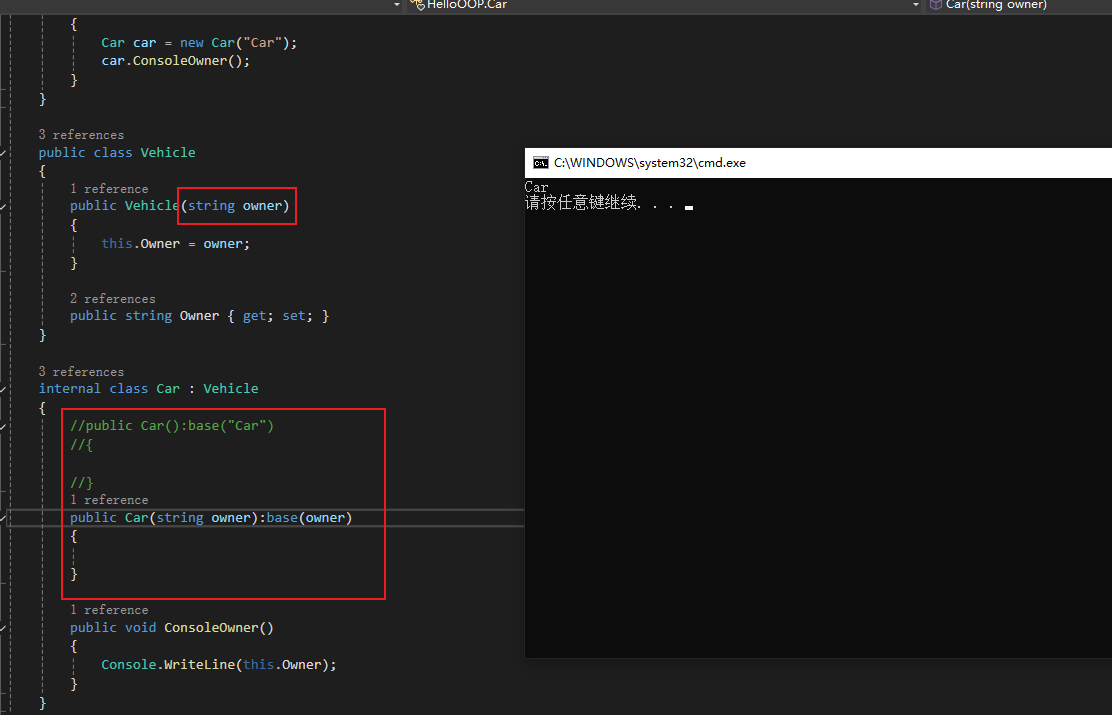 HelloOOP.Car
Car(string owner)
{
Car car = new Car("Car");
car.ConsoleOwner();
}
}
3 references
public class Vehicle
{
1 reference
public Vehicle(string owner)
{
this.Owner = owner;
}
2 references
public string Owner { get; set; }
}
3 references
internal class Car : Vehicle
{
//public Car():base("Car")
//{
//}
1 reference
public Car(string owner):base(owner)
{
}
1 reference
public void ConsoleOwner()
{
Console.WriteLine(this.Owner);
}
}
C:\WINDOWS\system32\cmd.exe
Car
请按任意键继续. . .